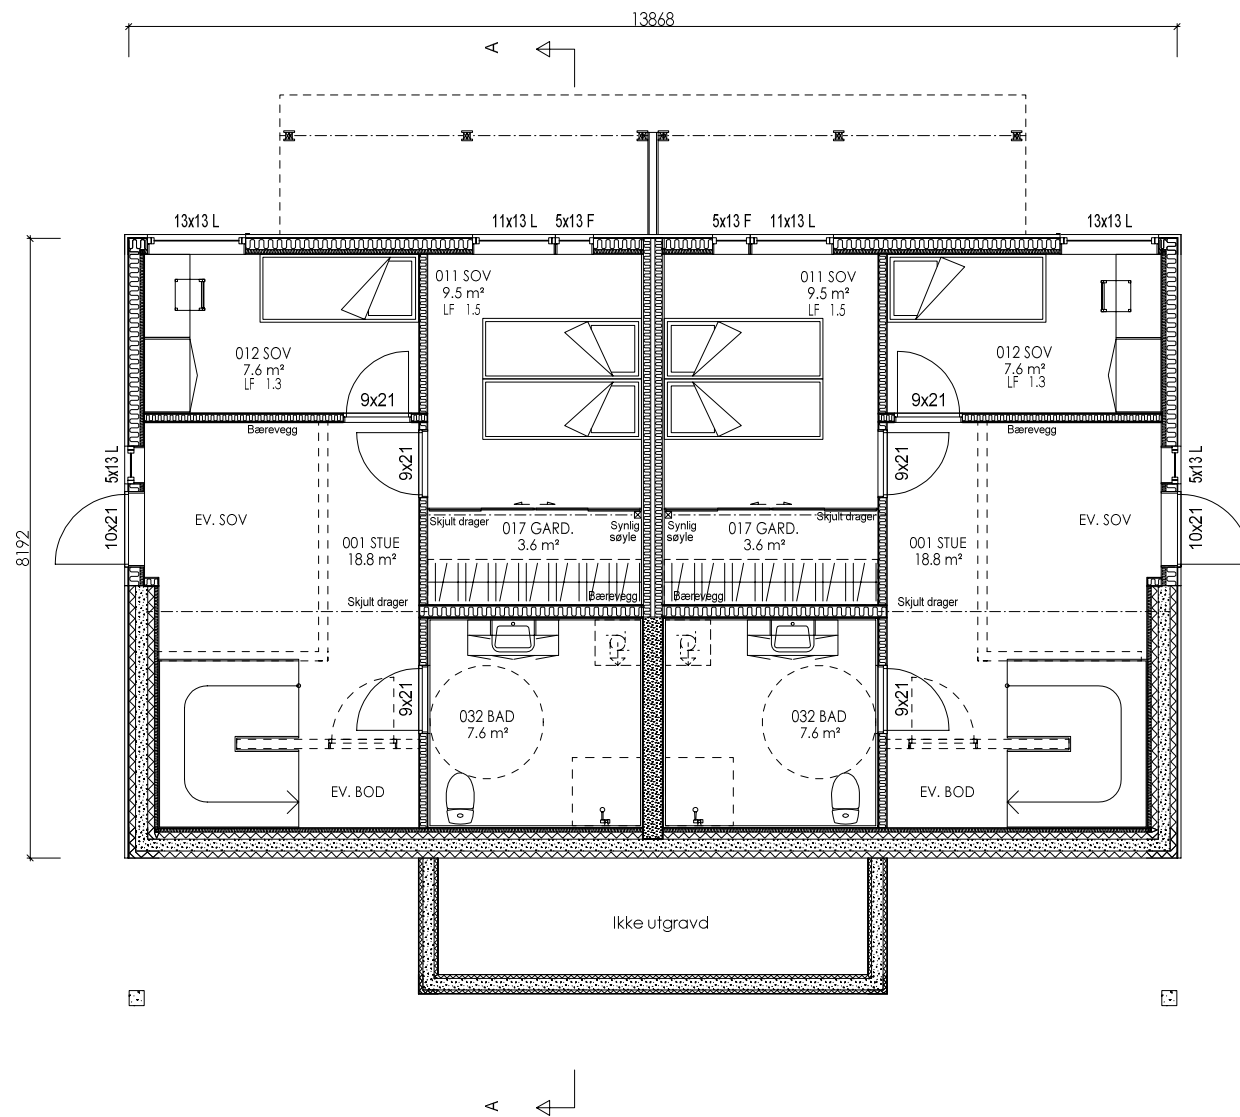 13868
A
13x13 L
11x13 L
5x13 F
5x13 F
11x13 L
13x13 L
011 SOV
9.5 m²
LF 1.5
011 SOV
9.5 m²
LF 1.5
012 SOV
7.6 m²
LF 1.3
012 SOV
7.6 m²
LF 1.3
9x21
9x21
Bærevegg
Bærevegg
5x13 L
9x21
9x21
5x13 L
10x21
EV. SOV
EV. SOV
10x21
8192
Skjult drager
017 GARD.
3.6 m²
Synlig
søyle
Synlig
søyle
017 GARD.
3.6 m²
Skjult drager
001 STUE
18.8 m²
001 STUE
18.8 m²
Bærevegg
Bærevegg
Skjult drager
Skjult drager
9x21
9x21
032 BAD
7.6 m²
032 BAD
7.6 m²
EV. BOD
EV. BOD
Ikke utgravd
A